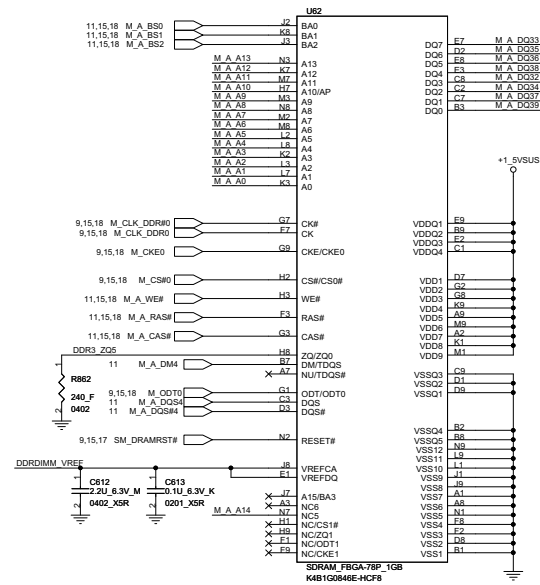 U62
11,15,18 M_A_BS0 J2 BA0
11,15,18 M_A_BS1 K8 BA1
11,15,18 M_A_BS2 J3 BA2
DQ7 E7 M_A_DQ33
DQ6 D2 M_A_DQ35
DQ5 E8 M_A_DQ36
DQ4 E3 M_A_DQ38
DQ3 C8 M_A_DQ32
DQ2 C2 M_A_DQ34
DQ1 C7 M_A_DQ37
DQ0 B3 M_A_DQ39
M_A_A13 N3 A13
M_A_A12 K7 A12
M_A_A11 M7 A11
M_A_A10 H7 A10/AP
M_A_A9 M3 A9
M_A_A8 N8 A8
M_A_A7 M2 A7
M_A_A6 M8 A6
M_A_A5 L2 A5
M_A_A4 L8 A4
M_A_A3 K2 A3
M_A_A2 L3 A2
M_A_A1 L7 A1
M_A_A0 K3 A0
+1_5VSUS
9,15,18 M_CLK_DDR#0 G7 CK#
9,15,18 M_CLK_DDR0 F7 CK
9,15,18 M_CKE0 G9 CKE/CKE0
VDDQ1 E9
VDDQ2 B9
VDDQ3 E2
VDDQ4 C1
9,15,18 M_CS#0 H2 CS#/CS0#
11,15,18 M_A_WE# H3 WE#
11,15,18 M_A_RAS# F3 RAS#
11,15,18 M_A_CAS# G3 CAS#
VDD1 D7
VDD2 G2
VDD3 G8
VDD4 K9
VDD5 A9
VDD6 M9
VDD7 A2
VDD8 K1
VDD9 M1
DDR3_ZQ5 H8 ZQ/ZQ0
11 M_A_DM4 B7 DM/TDQS
A7 NU/TDQS#
1
R862
240_F
0402
2
9,15,18 M_ODT0 G1 ODT/ODT0
11 M_A_DQS4 C3 DQS
11 M_A_DQS#4 D3 DQS#
VSSQ3 C9
VSSQ2 D1
VSSQ1 D9
9,15,17 SM_DRAMRST# N2 RESET#
VSSQ4 B2
VSSQ5 B8
VSS12 N9
VSS11 L9
VSS10 L1
VSS9 J1
VSS8 J9
VSS7 A1
VSS6 A8
VSS5 N1
VSS4 F8
VSS3 F2
VSS2 D8
VSS1 B1
DDRDIMM_VREF J8 VREFCA
E1 VREFDQ
1
C612
2.2U_6.3V_M
0402_X5R
2
1
C613
0.1U_6.3V_K
0201_X5R
2
J7 A15/BA3
A3 NC6
M_A_A14 N7 NC5
H1 NC/CS1#
H9 NC/ZQ1
F1 NC/ODT1
F9 NC/CKE1
SDRAM_FBGA-78P_1GB
K4B1G0846E-HCF8